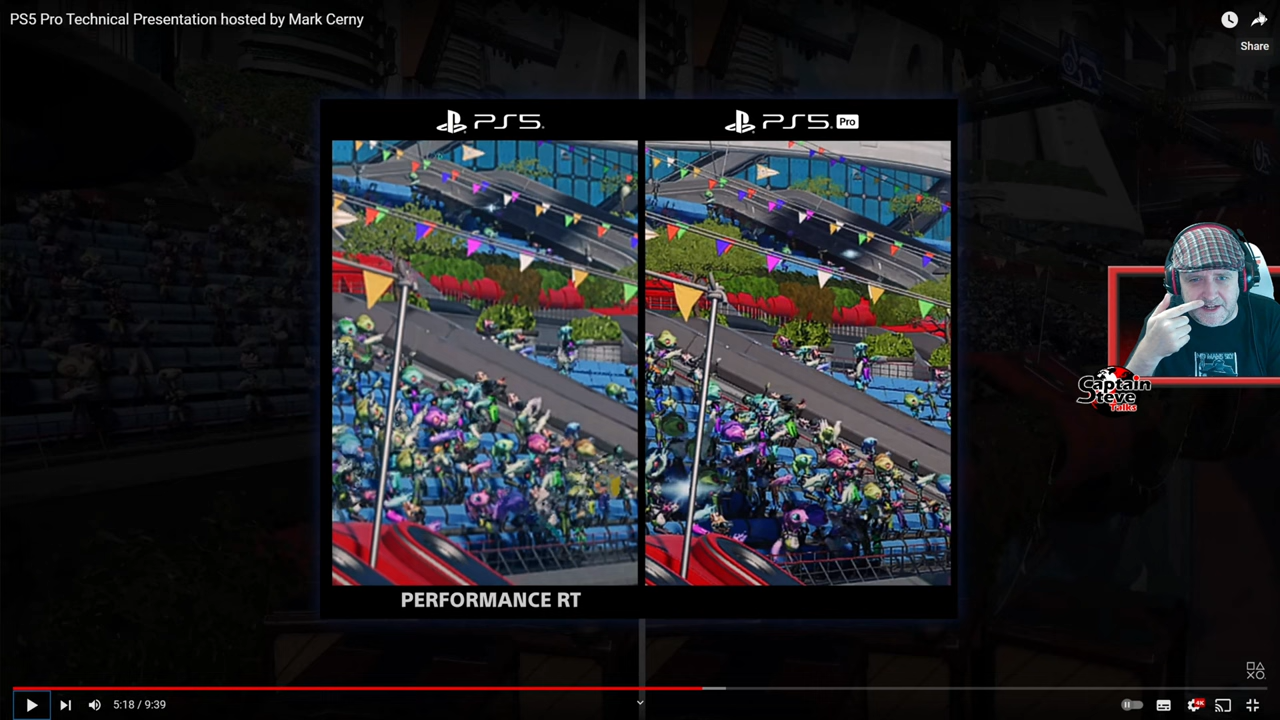 PS5 Pro Technical Presentation hosted by Mark Cerny
Share
PS5
PS5 Pro
PERFORMANCE RT
Captain
Steve
Talks
5:18 / 9:39
4K